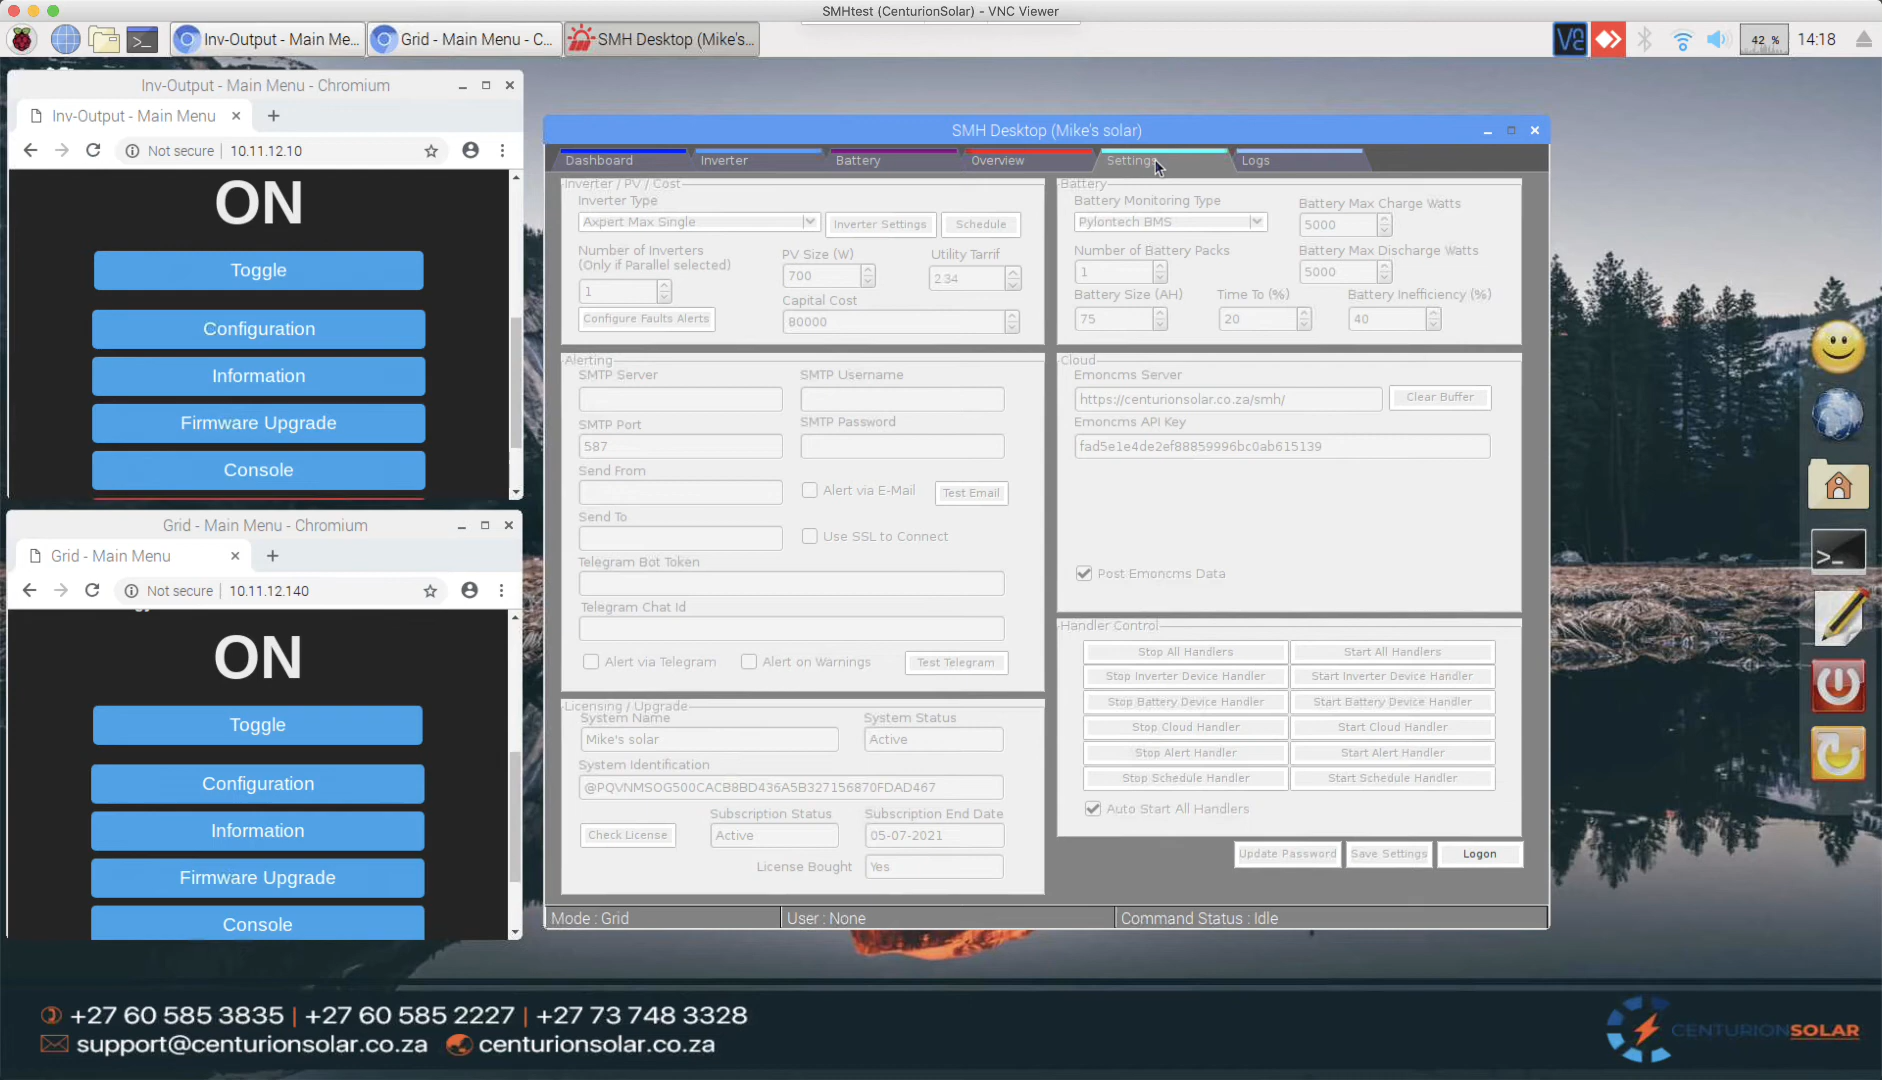 SMHtest (CenturionSolar) - VNC Viewer
Inv-Output - Main Me...
Grid - Main Menu - C...
SMH Desktop (Mike's...
42 %
14:18
Inv-Output - Main Menu - Chromium
Inv-Output - Main Menu
Not secure | 10.11.12.10
ON
Toggle
Configuration
Information
Firmware Upgrade
Console
Grid - Main Menu - Chromium
Grid - Main Menu
Not secure | 10.11.12.140
ON
Toggle
Configuration
Information
Firmware Upgrade
Console
SMH Desktop (Mike's solar)
Dashboard
Inverter
Battery
Overview
Settings
Logs
Inverter / PV / Cost
Inverter Type
Axpert Max Single
Inverter Settings
Schedule
Number of Inverters
(Only if Parallel selected)
1
PV Size (W)
700
Utility Tarrif
2.34
Configure Faults Alerts
Capital Cost
80000
Battery
Battery Monitoring Type
Pylontech BMS
Battery Max Charge Watts
5000
Number of Battery Packs
1
Battery Max Discharge Watts
5000
Battery Size (AH)
75
Time To (%)
20
Battery Inefficiency (%)
40
Alerting
SMTP Server
SMTP Username
SMTP Port
587
SMTP Password
Send From
Alert via E-Mail
Test Email
Send To
Use SSL to Connect
Telegram Bot Token
Telegram Chat Id
Alert via Telegram
Alert on Warnings
Test Telegram
Cloud
Emoncms Server
https://centurionsolar.co.za/smh/
Clear Buffer
Emoncms API Key
fad5e1e4de2ef88859996bc0ab615139
Post Emoncms Data
Handler Control
Stop All Handlers
Start All Handlers
Stop Inverter Device Handler
Start Inverter Device Handler
Stop Battery Device Handler
Start Battery Device Handler
Stop Cloud Handler
Start Cloud Handler
Stop Alert Handler
Start Alert Handler
Stop Schedule Handler
Start Schedule Handler
Auto Start All Handlers
Licensing / Upgrade
System Name
Mike's solar
System Status
Active
System Identification
@PQVNMSOG500CACB8BD436A5B327156870FDAD467
Check License
Subscription Status
Active
Subscription End Date
05-07-2021
License Bought
Yes
Update Password
Save Settings
Logon
Mode : Grid
User : None
Command Status : Idle
+27 60 585 3835 | +27 60 585 2227 | +27 73 748 3328
support@centurionsolar.co.za
centurionsolar.co.za
CENTURIONSOLAR